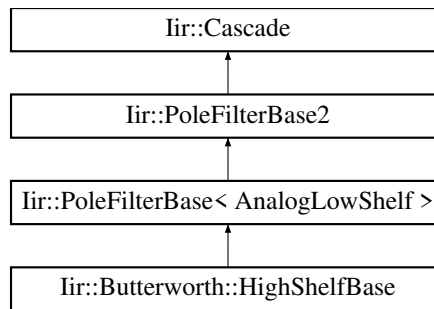 Iir::Cascade
Iir::PoleFilterBase2
Iir::PoleFilterBase< AnalogLowShelf >
Iir::Butterworth::HighShelfBase